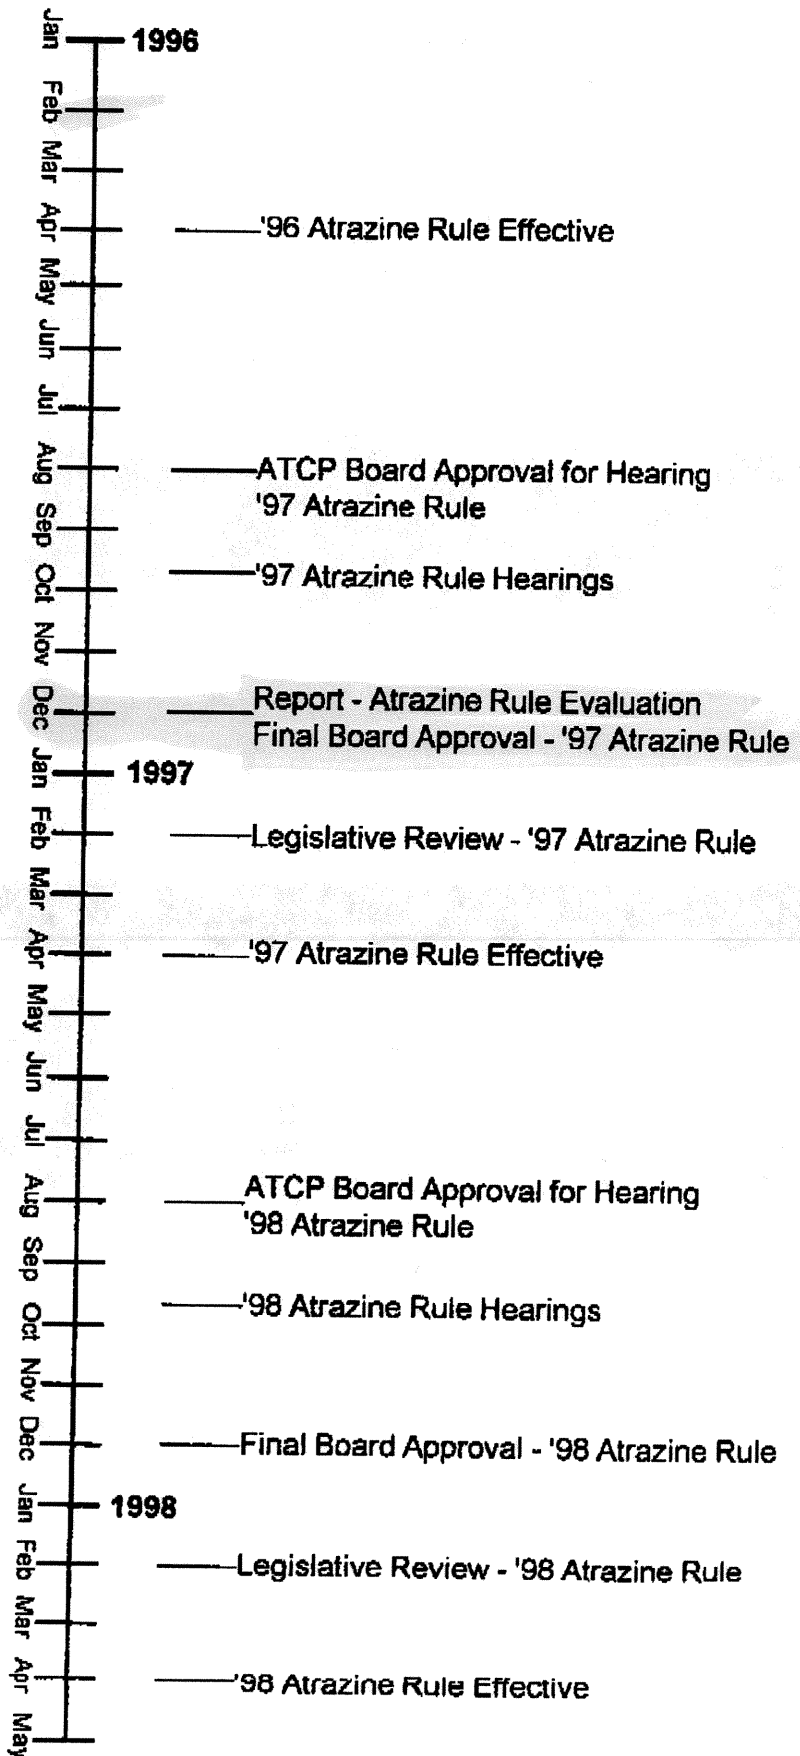 Jan 1996
Feb
Mar
Apr '96 Atrazine Rule Effective
May
Jun
Jul
Aug ATCP Board Approval for Hearing
'97 Atrazine Rule
Sep
Oct '97 Atrazine Rule Hearings
Nov
Dec Report - Atrazine Rule Evaluation
Final Board Approval - '97 Atrazine Rule
Jan 1997
Feb Legislative Review - '97 Atrazine Rule
Mar
Apr '97 Atrazine Rule Effective
May
Jun
Jul
Aug ATCP Board Approval for Hearing
'98 Atrazine Rule
Sep
Oct '98 Atrazine Rule Hearings
Nov
Dec Final Board Approval - '98 Atrazine Rule
Jan 1998
Feb Legislative Review - '98 Atrazine Rule
Mar
Apr '98 Atrazine Rule Effective
May